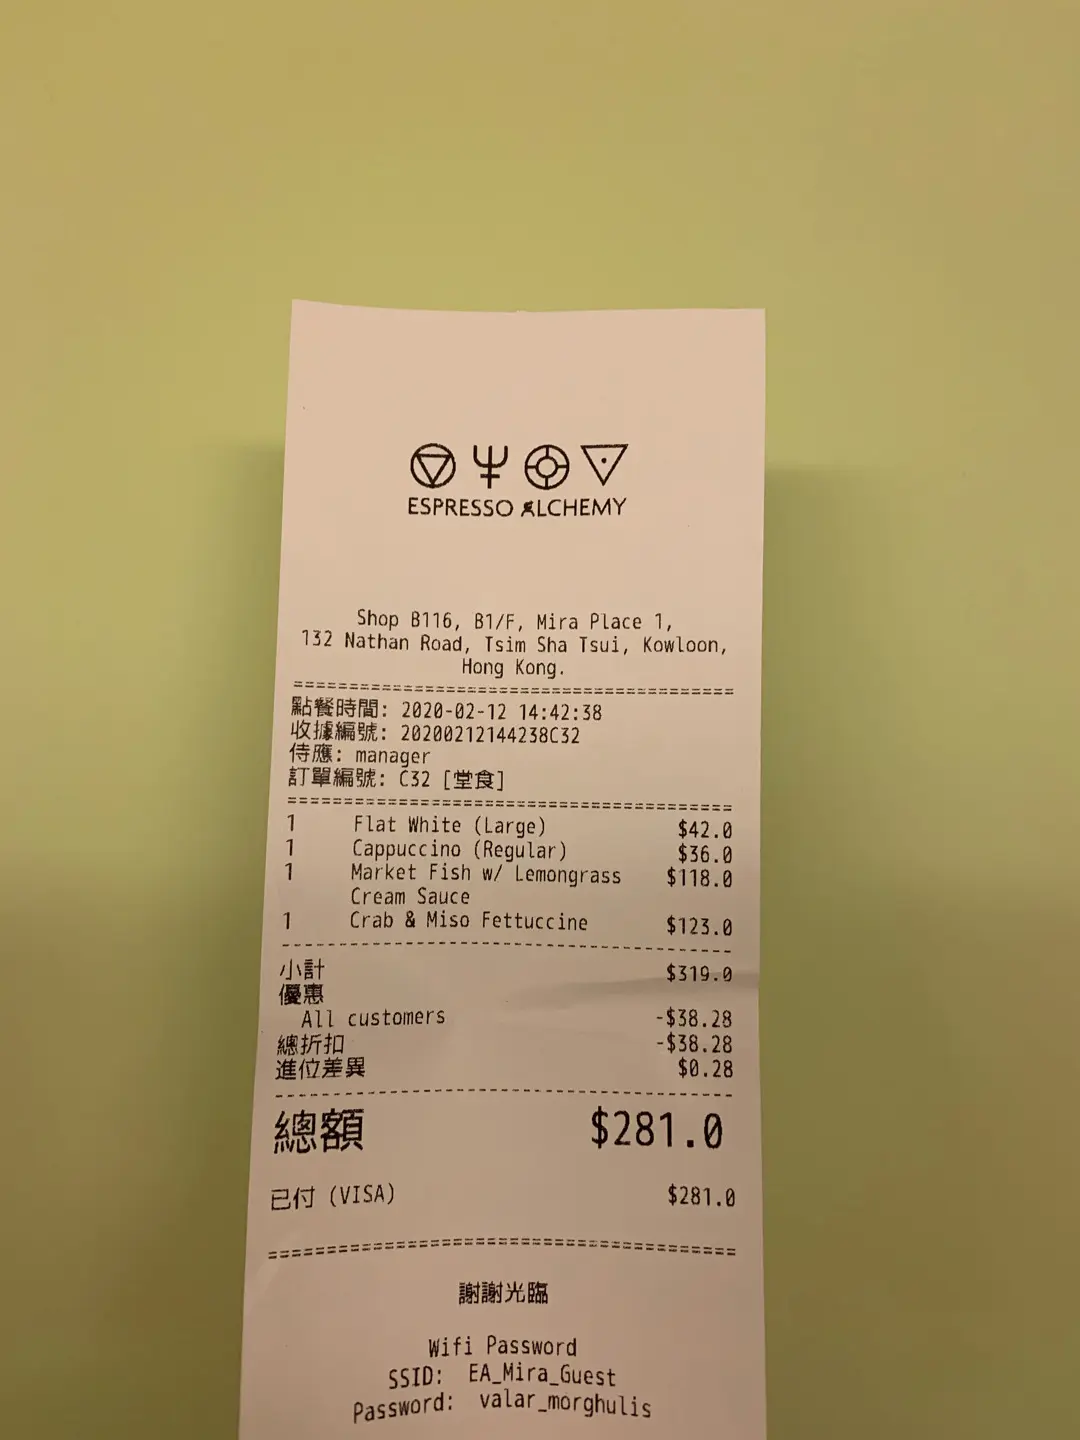 ESPRESSO ALCHEMY
Shop B116, B1/F, Mira Place 1,
132 Nathan Road, Tsim Sha Tsui, Kowloon,
Hong Kong.
================================================
點餐時間: 2020-02-12 14:42:38
收據編號: 20200212144238C32
侍應: manager
訂單編號: C32 [堂食]
================================================
1 Flat White (Large) $42.0
1 Cappuccino (Regular) $36.0
1 Market Fish w/ Lemongrass $118.0
Cream Sauce
1 Crab & Miso Fettuccine $123.0
------------------------------------------------
小計 $319.0
優惠
All customers -$38.28
總折扣 -$38.28
進位差異 $0.28
------------------------------------------------
總額 $281.0
已付 (VISA) $281.0
================================================
謝謝光臨
Wifi Password
SSID: EA_Mira_Guest
Password: valar_morghulis